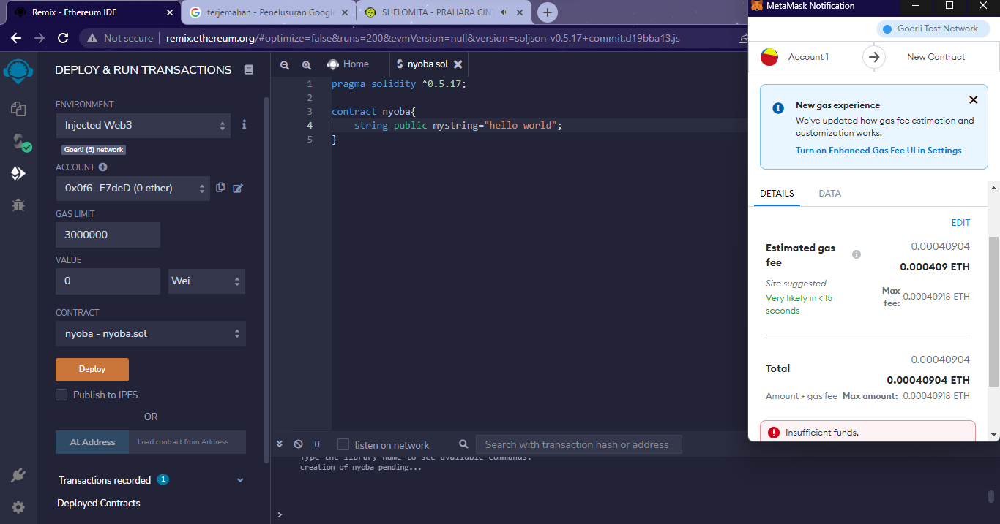 Remix - Ethereum IDE
terjemahan - Penelusuran Google
SHELOMITA - PRAHARA CINT
Not secure
remix.ethereum.org/#optimize=false&runs=200&evmVersion=null&version=soljson-v0.5.17+commit.d19bba13.js
DEPLOY & RUN TRANSACTIONS
ENVIRONMENT
Injected Web3
Goerli (5) network
ACCOUNT
0x0f6...E7deD (0 ether)
GAS LIMIT
3000000
VALUE
0
Wei
CONTRACT
nyoba - nyoba.sol
Deploy
Publish to IPFS
OR
At Address
Load contract from Address
Transactions recorded 1
Deployed Contracts
Home
nyoba.sol
1 pragma solidity ^0.5.17;
2
3 contract nyoba{
4 string public mystring="hello world";
5 }
0
listen on network
Search with transaction hash or address
Type the library name to see available commands.
creation of nyoba pending...
>
MetaMask Notification
Goerli Test Network
Account 1
New Contract
New gas experience
We've updated how gas fee estimation and
customization works.
Turn on Enhanced Gas Fee UI in Settings
DETAILS
DATA
EDIT
Estimated gas
fee
0.00040904
0.000409 ETH
Site suggested
Very likely in < 15
seconds
Max
fee:
0.00040918 ETH
Total
0.00040904
0.00040904 ETH
Amount + gas fee
Max amount: 0.00040918 ETH
Insufficient funds.